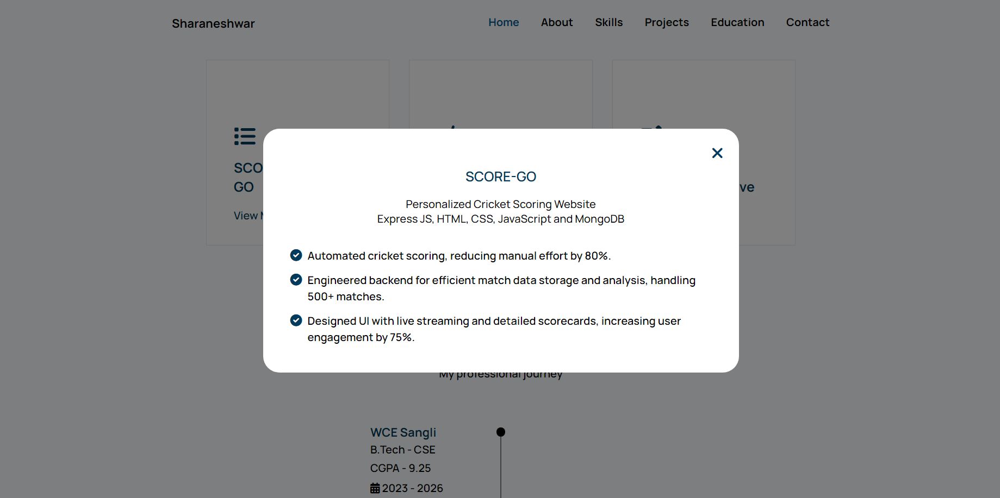 Sharaneshwar
Home About Skills Projects Education Contact
SCORE-GO
Personalized Cricket Scoring Website
Express JS, HTML, CSS, JavaScript and MongoDB
Automated cricket scoring, reducing manual effort by 80%.
Engineered backend for efficient match data storage and analysis, handling
500+ matches.
Designed UI with live streaming and detailed scorecards, increasing user
engagement by 75%.
SCO
GO
View
ve
My professional journey
WCE Sangli
B.Tech - CSE
CGPA - 9.25
2023 - 2026